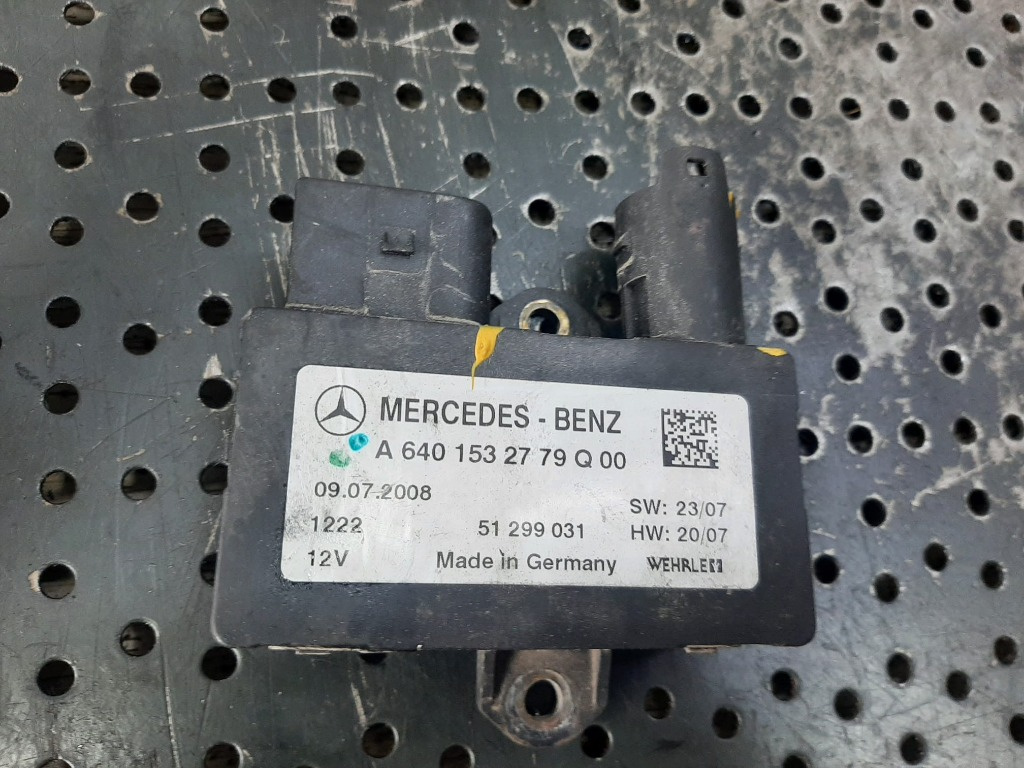 MERCEDES - BENZ
A 640 153 27 79 Q 00
09.07.2008
SW: 23/07
1222 51 299 031 HW: 20/07
12V Made in Germany WEHRLE